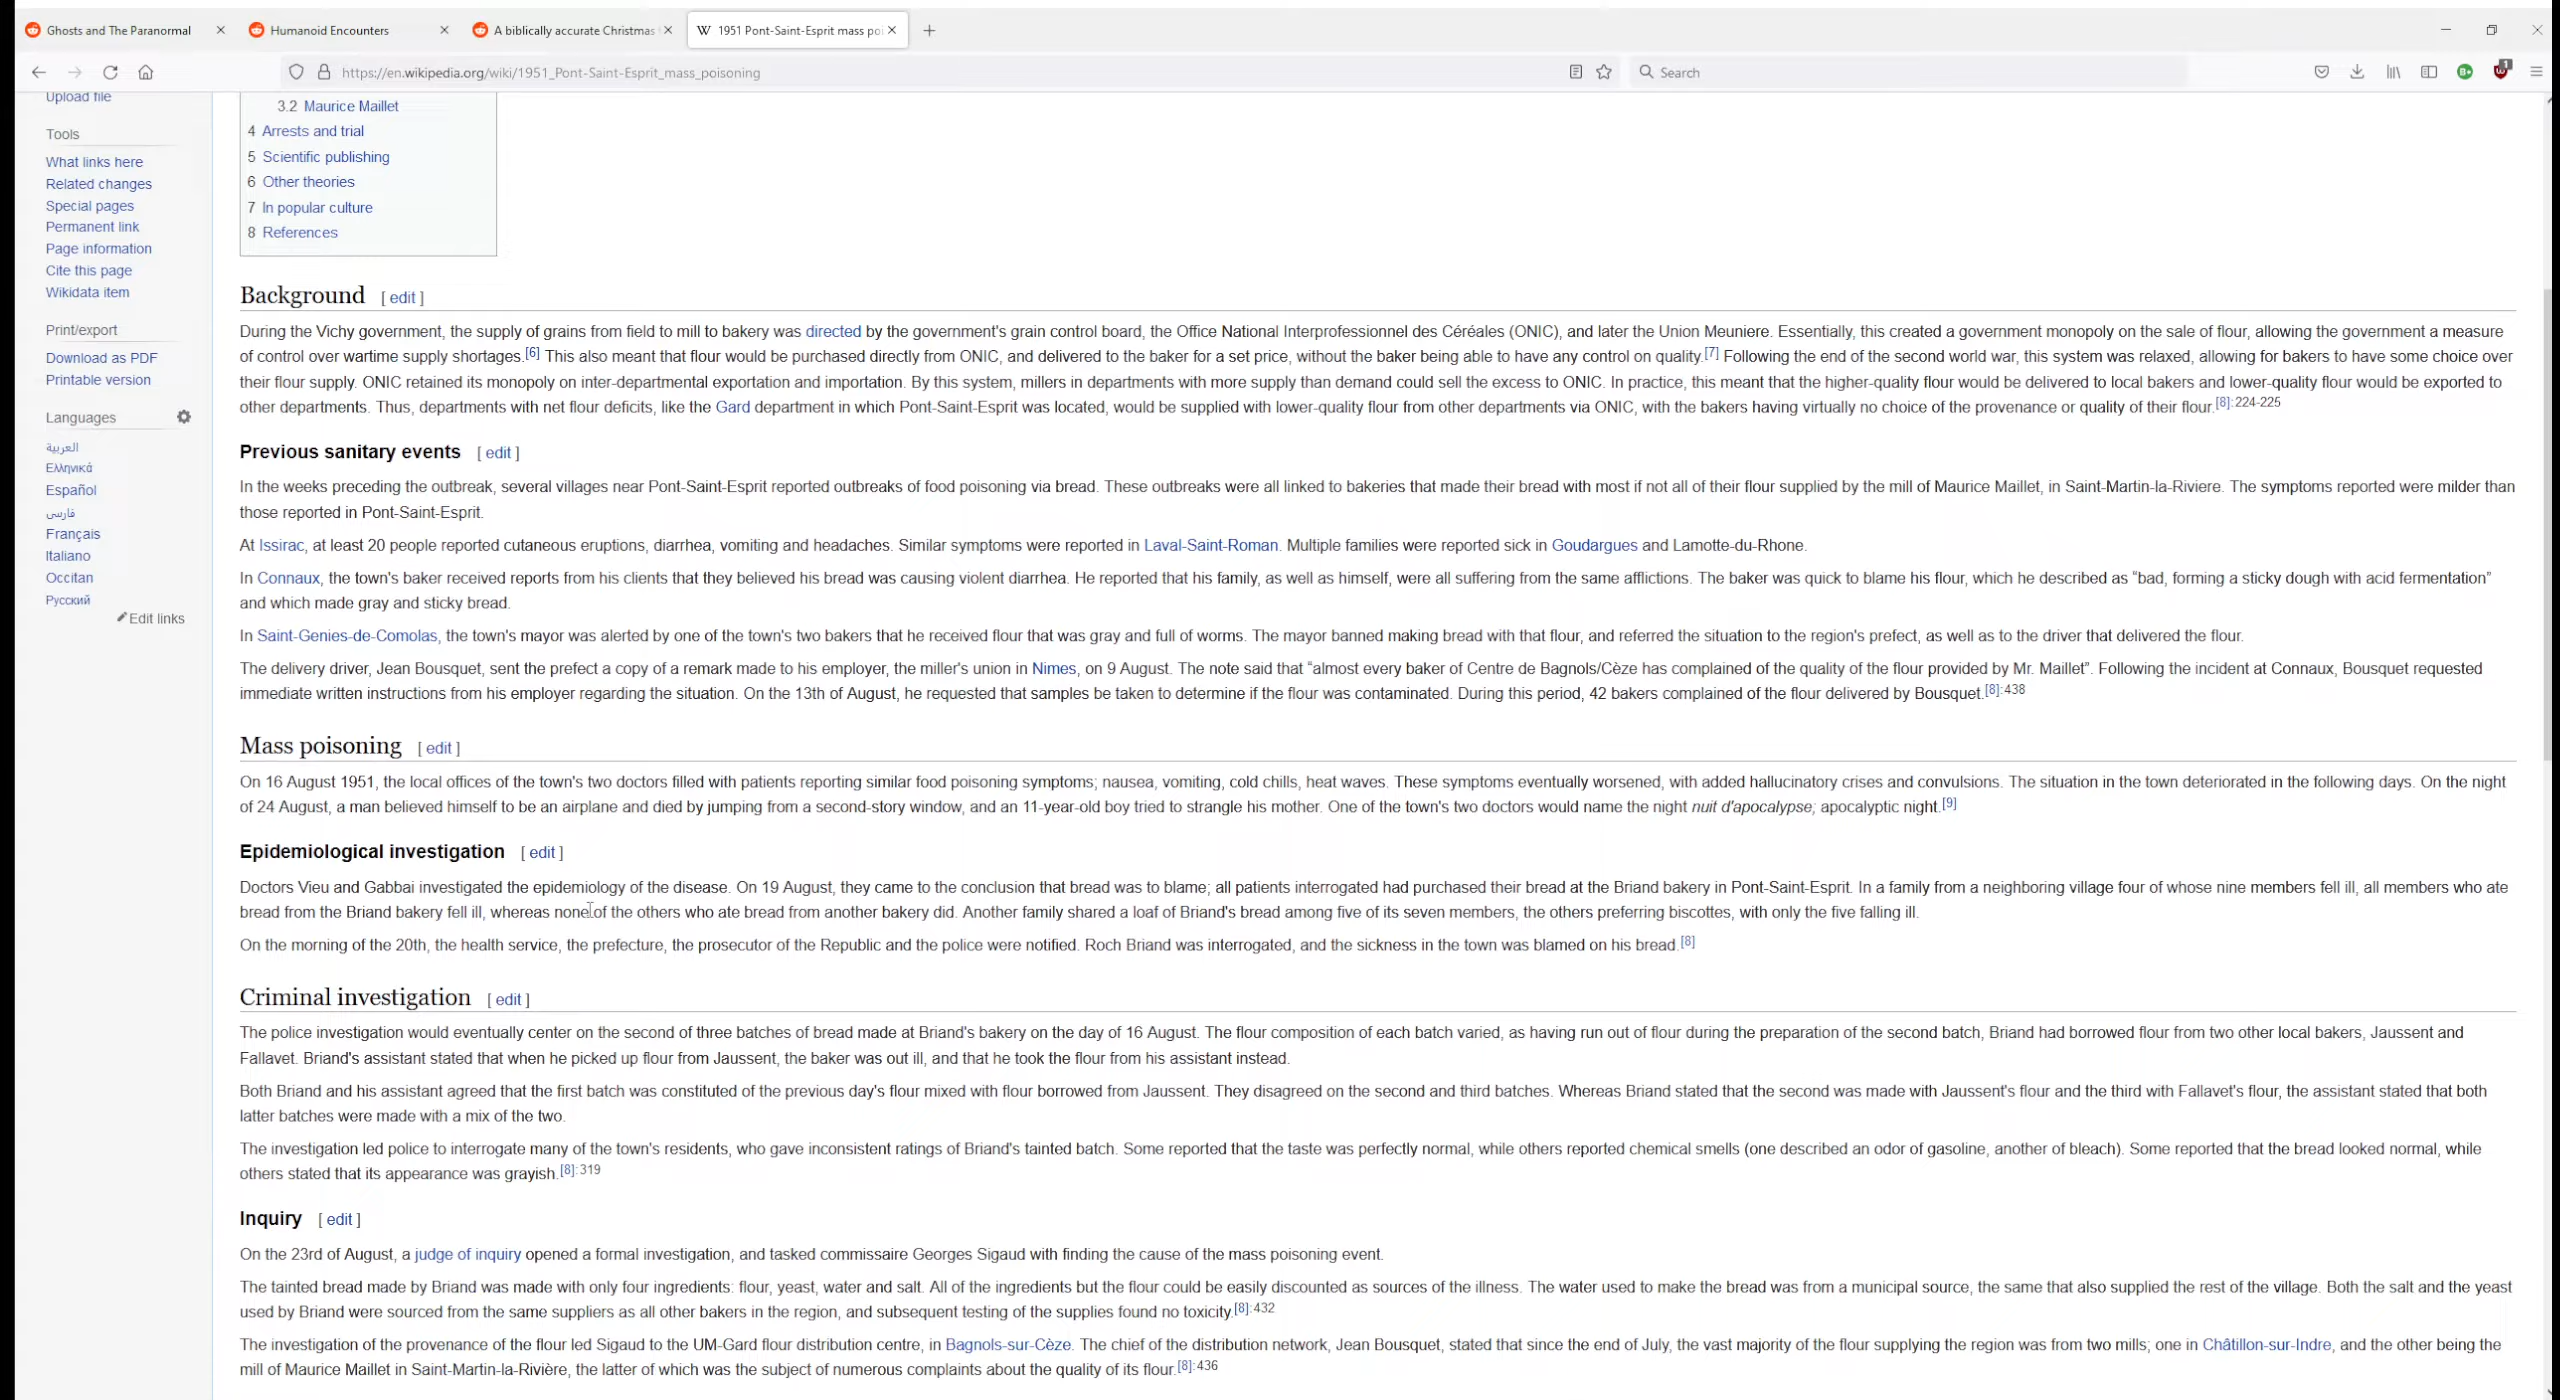 Ghosts and The Paranormal
Humanoid Encounters
A biblically accurate Christmas
1951 Pont-Saint-Esprit mass po
https://en.wikipedia.org/wiki/1951_Pont-Saint-Esprit_mass_poisoning
Search
1
Upload file
Tools
What links here
Related changes
Special pages
Permanent link
Page information
Cite this page
Wikidata item
Print/export
Download as PDF
Printable version
Languages
العربية
Ελληνικά
Español
فارسی
Français
Italiano
Occitan
Русский
Edit links
3.2 Maurice Maillet
4 Arrests and trial
5 Scientific publishing
6 Other theories
7 In popular culture
8 References
Background [ edit ]
During the Vichy government, the supply of grains from field to mill to bakery was directed by the government's grain control board, the Office National Interprofessionnel des Céréales (ONIC), and later the Union Meuniere. Essentially, this created a government monopoly on the sale of flour, allowing the government a measure
of control over wartime supply shortages.[6] This also meant that flour would be purchased directly from ONIC, and delivered to the baker for a set price, without the baker being able to have any control on quality.[7] Following the end of the second world war, this system was relaxed, allowing for bakers to have some choice over
their flour supply. ONIC retained its monopoly on inter-departmental exportation and importation. By this system, millers in departments with more supply than demand could sell the excess to ONIC. In practice, this meant that the higher-quality flour would be delivered to local bakers and lower-quality flour would be exported to
other departments. Thus, departments with net flour deficits, like the Gard department in which Pont-Saint-Esprit was located, would be supplied with lower-quality flour from other departments via ONIC, with the bakers having virtually no choice of the provenance or quality of their flour.[8]:224-225
Previous sanitary events [ edit ]
In the weeks preceding the outbreak, several villages near Pont-Saint-Esprit reported outbreaks of food poisoning via bread. These outbreaks were all linked to bakeries that made their bread with most if not all of their flour supplied by the mill of Maurice Maillet, in Saint-Martin-la-Riviere. The symptoms reported were milder than
those reported in Pont-Saint-Esprit.
At Issirac, at least 20 people reported cutaneous eruptions, diarrhea, vomiting and headaches. Similar symptoms were reported in Laval-Saint-Roman. Multiple families were reported sick in Goudargues and Lamotte-du-Rhone.
In Connaux, the town's baker received reports from his clients that they believed his bread was causing violent diarrhea. He reported that his family, as well as himself, were all suffering from the same afflictions. The baker was quick to blame his flour, which he described as “bad, forming a sticky dough with acid fermentation”
and which made gray and sticky bread.
In Saint-Genies-de-Comolas, the town's mayor was alerted by one of the town's two bakers that he received flour that was gray and full of worms. The mayor banned making bread with that flour, and referred the situation to the region's prefect, as well as to the driver that delivered the flour.
The delivery driver, Jean Bousquet, sent the prefect a copy of a remark made to his employer, the miller's union in Nimes, on 9 August. The note said that “almost every baker of Centre de Bagnols/Cèze has complained of the quality of the flour provided by Mr. Maillet”. Following the incident at Connaux, Bousquet requested
immediate written instructions from his employer regarding the situation. On the 13th of August, he requested that samples be taken to determine if the flour was contaminated. During this period, 42 bakers complained of the flour delivered by Bousquet.[8]:438
Mass poisoning [ edit ]
On 16 August 1951, the local offices of the town's two doctors filled with patients reporting similar food poisoning symptoms; nausea, vomiting, cold chills, heat waves. These symptoms eventually worsened, with added hallucinatory crises and convulsions. The situation in the town deteriorated in the following days. On the night
of 24 August, a man believed himself to be an airplane and died by jumping from a second-story window, and an 11-year-old boy tried to strangle his mother. One of the town's two doctors would name the night nuit d'apocalypse; apocalyptic night.[9]
Epidemiological investigation [ edit ]
Doctors Vieu and Gabbai investigated the epidemiology of the disease. On 19 August, they came to the conclusion that bread was to blame; all patients interrogated had purchased their bread at the Briand bakery in Pont-Saint-Esprit. In a family from a neighboring village four of whose nine members fell ill, all members who ate
bread from the Briand bakery fell ill, whereas none of the others who ate bread from another bakery did. Another family shared a loaf of Briand's bread among five of its seven members, the others preferring biscottes, with only the five falling ill.
On the morning of the 20th, the health service, the prefecture, the prosecutor of the Republic and the police were notified. Roch Briand was interrogated, and the sickness in the town was blamed on his bread.[8]
Criminal investigation [ edit ]
The police investigation would eventually center on the second of three batches of bread made at Briand's bakery on the day of 16 August. The flour composition of each batch varied, as having run out of flour during the preparation of the second batch, Briand had borrowed flour from two other local bakers, Jaussent and
Fallavet. Briand's assistant stated that when he picked up flour from Jaussent, the baker was out ill, and that he took the flour from his assistant instead.
Both Briand and his assistant agreed that the first batch was constituted of the previous day's flour mixed with flour borrowed from Jaussent. They disagreed on the second and third batches. Whereas Briand stated that the second was made with Jaussent's flour and the third with Fallavet's flour, the assistant stated that both
latter batches were made with a mix of the two.
The investigation led police to interrogate many of the town's residents, who gave inconsistent ratings of Briand's tainted batch. Some reported that the taste was perfectly normal, while others reported chemical smells (one described an odor of gasoline, another of bleach). Some reported that the bread looked normal, while
others stated that its appearance was grayish.[8]:319
Inquiry [ edit ]
On the 23rd of August, a judge of inquiry opened a formal investigation, and tasked commissaire Georges Sigaud with finding the cause of the mass poisoning event.
The tainted bread made by Briand was made with only four ingredients: flour, yeast, water and salt. All of the ingredients but the flour could be easily discounted as sources of the illness. The water used to make the bread was from a municipal source, the same that also supplied the rest of the village. Both the salt and the yeast
used by Briand were sourced from the same suppliers as all other bakers in the region, and subsequent testing of the supplies found no toxicity.[8]:432
The investigation of the provenance of the flour led Sigaud to the UM-Gard flour distribution centre, in Bagnols-sur-Cèze. The chief of the distribution network, Jean Bousquet, stated that since the end of July, the vast majority of the flour supplying the region was from two mills; one in Châtillon-sur-Indre, and the other being the
mill of Maurice Maillet in Saint-Martin-la-Rivière, the latter of which was the subject of numerous complaints about the quality of its flour.[8]:436